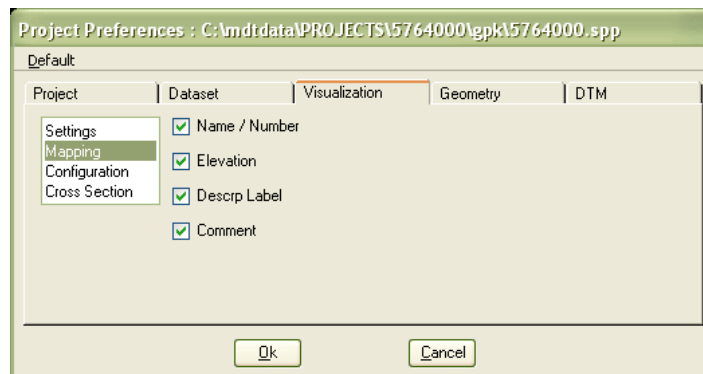 Project Preferences : C:\mdtdata\PROJECTS\5764000\gpk\5764000.spp
Default
Project Dataset Visualization Geometry DTM
Settings
Mapping
Configuration
Cross Section
Name / Number
Elevation
Descrp Label
Comment
Ok Cancel